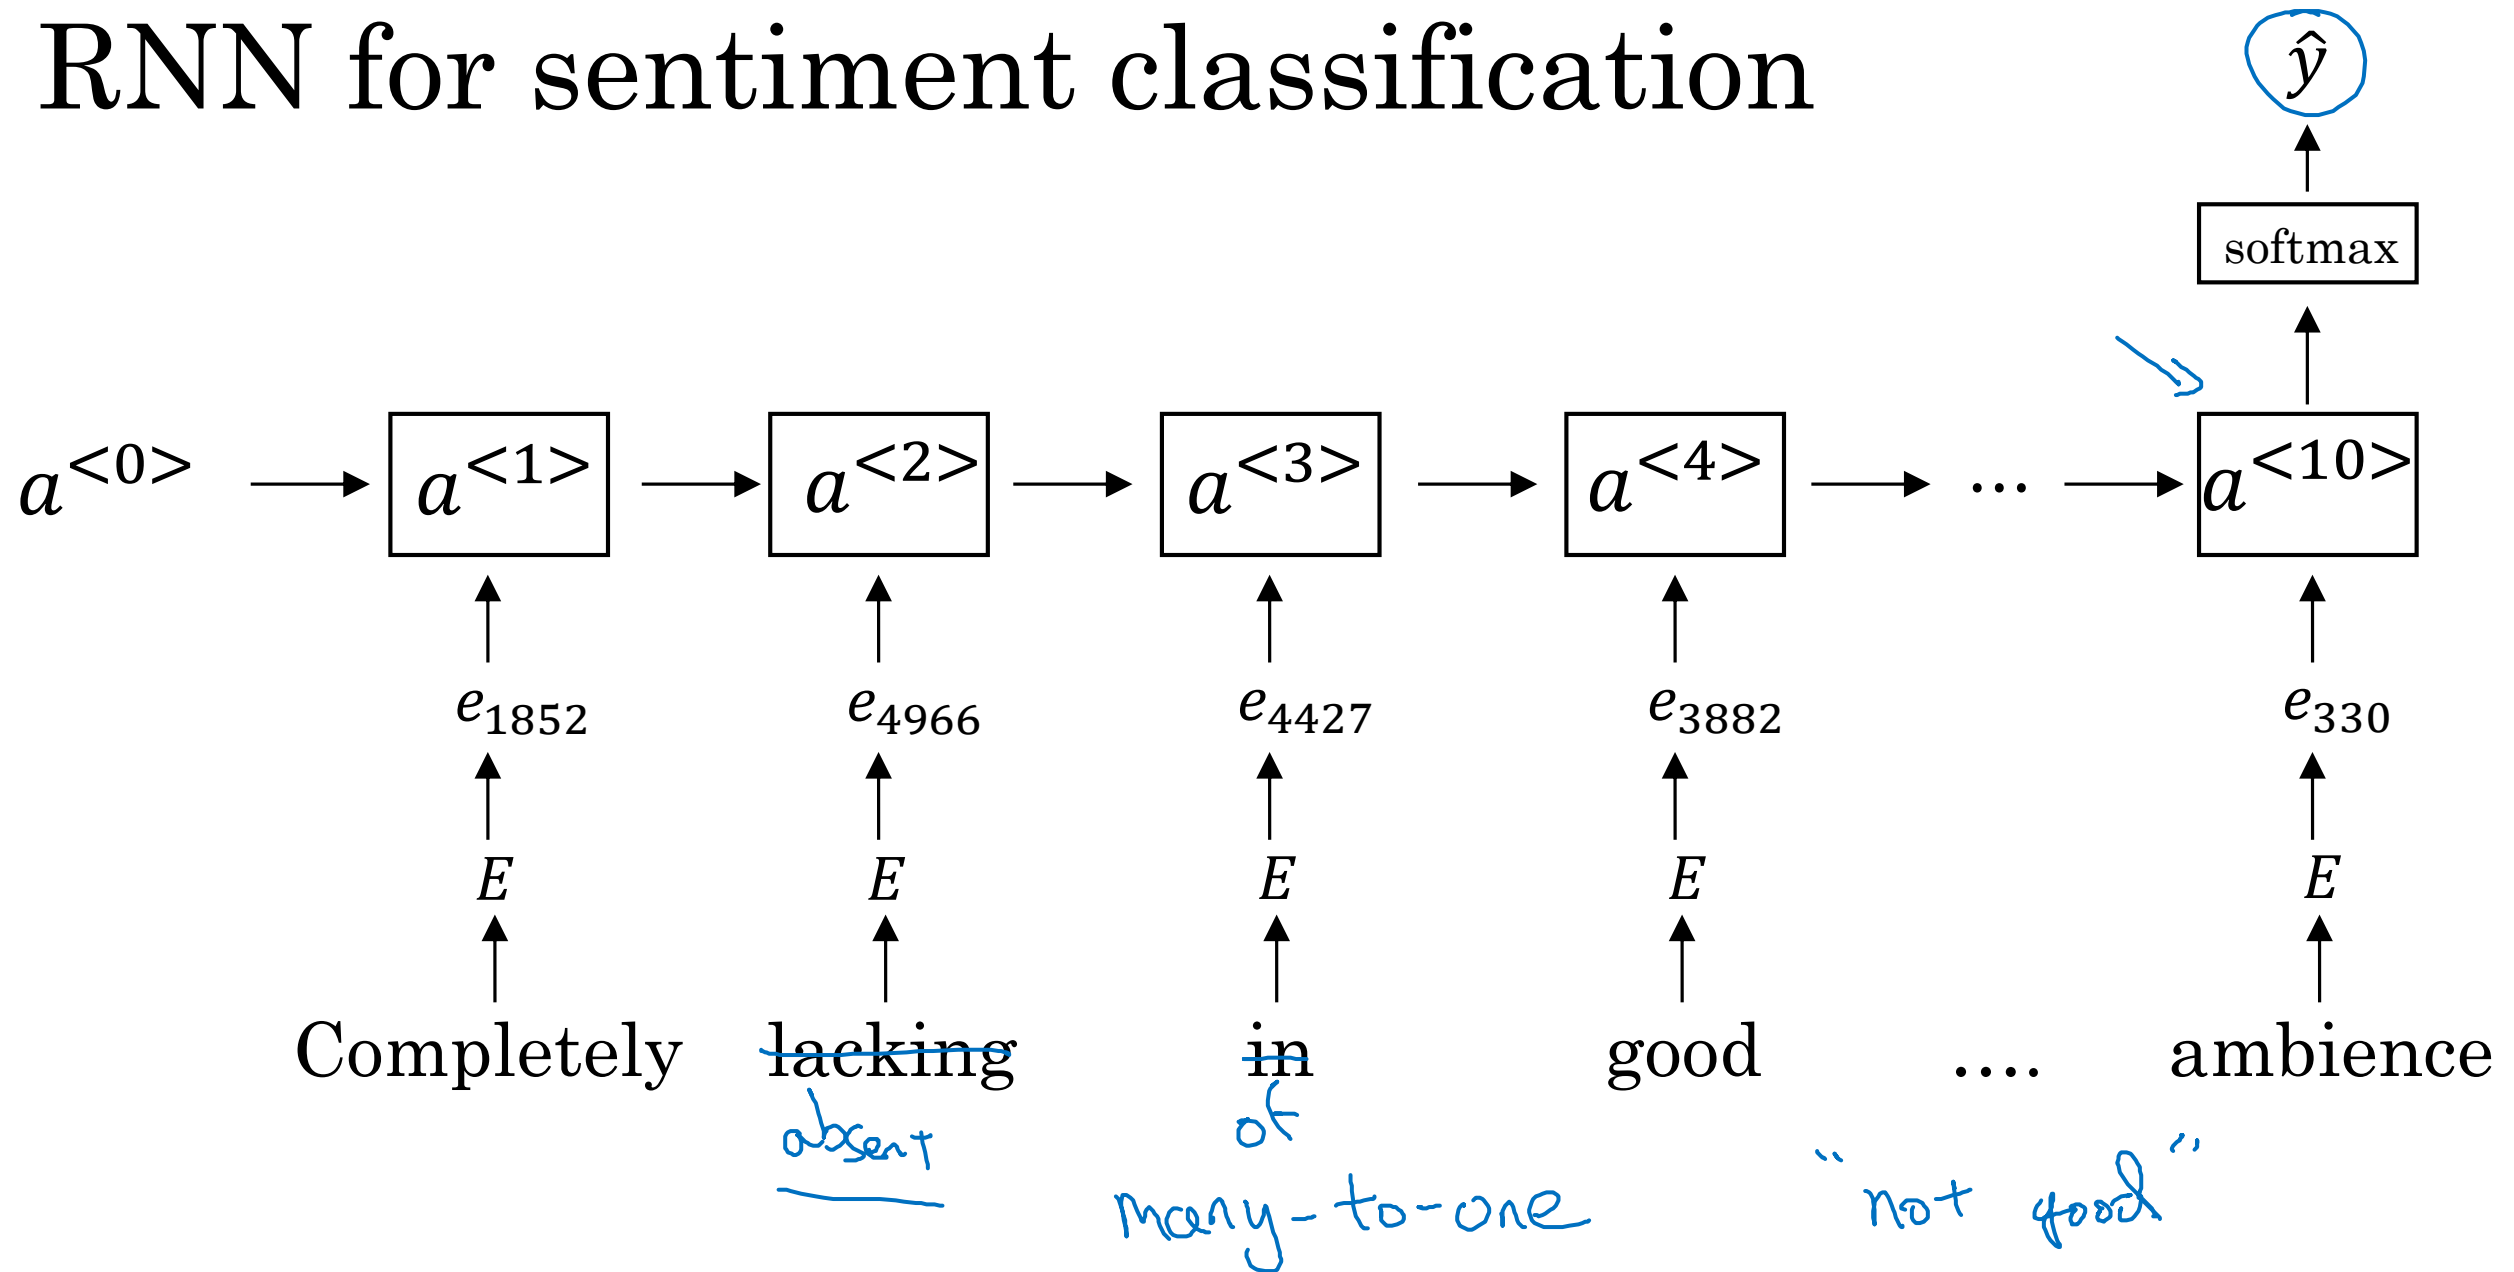 RNN for sentiment classification
ŷ
softmax
a<0> a<1> a<2> a<3> a<4> ... a<10>
e1852 e4966 e4427 e3882 e330
E E E E E
Completely lacking in good .... ambience
absent of
many-to-one "not good"